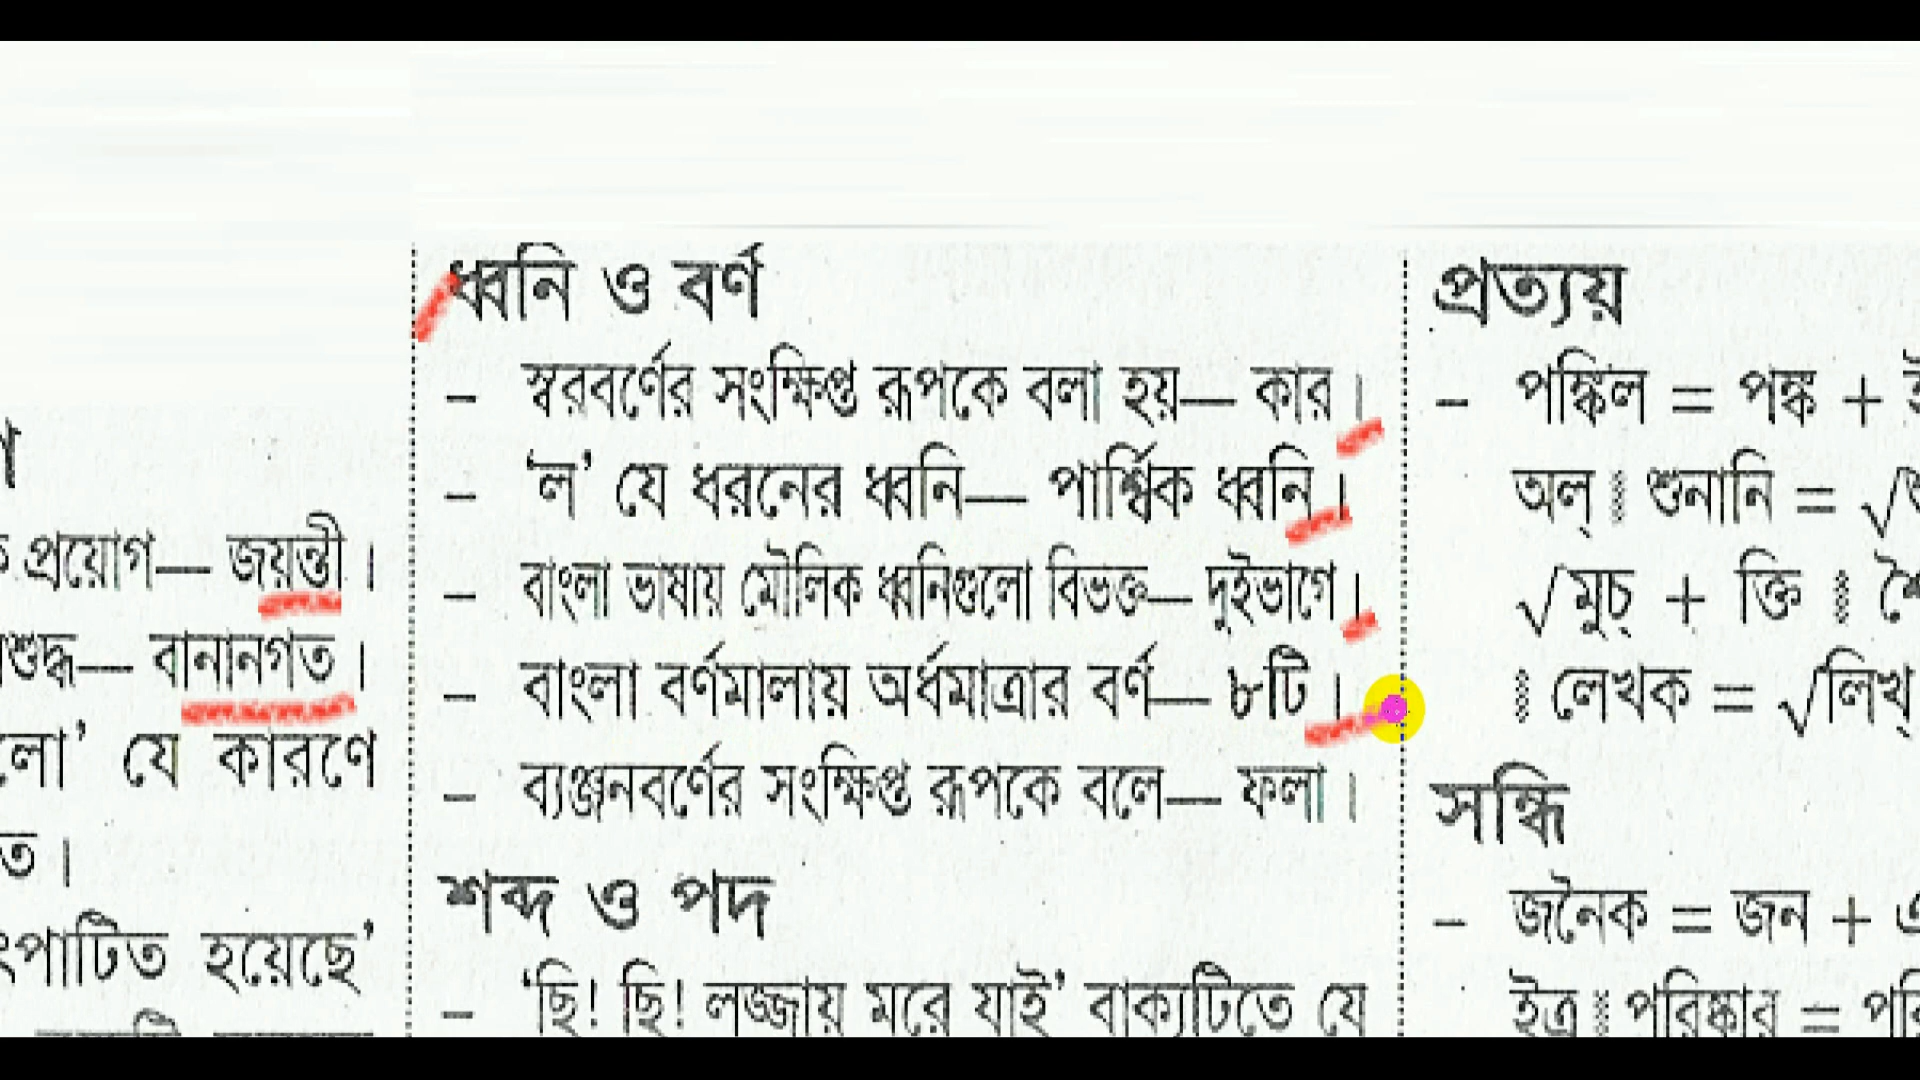 প্রয়োগ— জয়ন্তী।
শুদ্ধ— বানানগত।
লো’ যে কারণে
ত।
ংপাটিত হয়েছে’
ধ্বনি ও বর্ণ
– স্বরবর্ণের সংক্ষিপ্ত রূপকে বলা হয়— কার।
– ‘ল’ যে ধরনের ধ্বনি— পার্শ্বিক ধ্বনি।
– বাংলা ভাষায় মৌলিক ধ্বনিগুলো বিভক্ত— দুইভাগে।
– বাংলা বর্ণমালায় অর্ধমাত্রার বর্ণ— ৮টি।
– ব্যঞ্জনবর্ণের সংক্ষিপ্ত রূপকে বলে— ফলা।
শব্দ ও পদ
– ‘ছি! ছি! লজ্জায় মরে যাই’ বাক্যটিতে যে
প্রত্যয়
– পঙ্কিল = পঙ্ক +
অল্ ⁞ শুনানি = √
√মুচ্ + ক্তি ⁞
⁞ লেখক = √লিখ্
সন্ধি
– জনৈক = জন +
ইত্র ⁞ পরিষ্কার =